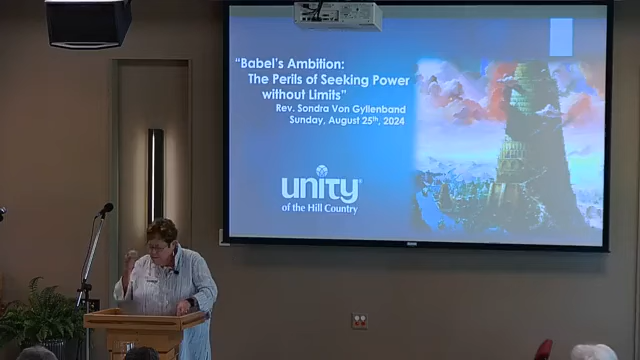 "Babel's Ambition:
The Perils of Seeking Power
without Limits"
Rev. Sondra Von Gyllenband
Sunday, August 25th, 2024
unity®
of the Hill Country